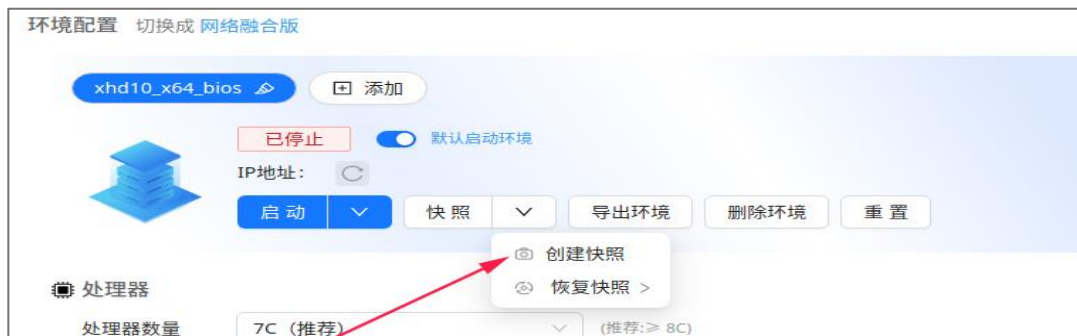 环境配置 切换成 网络融合版
xhd10_x64_bios 添加
已停止 默认启动环境
IP地址：
启动 快照 导出环境 删除环境 重置
创建快照
恢复快照 >
处理器
处理器数量 7C（推荐） (推荐:≥ 8C)